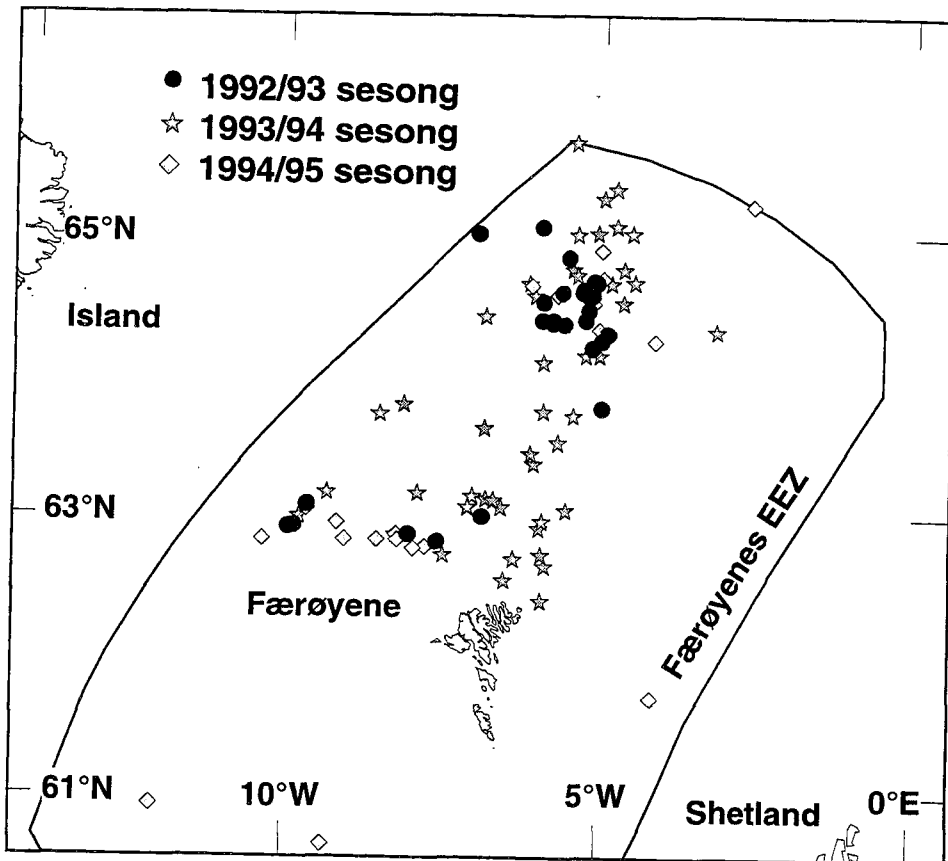 1992/93 sesong
1993/94 sesong
1994/95 sesong
65°N
Island
63°N
Færøyene
Færøyenes EEZ
61°N
10°W
5°W
0°E
Shetland